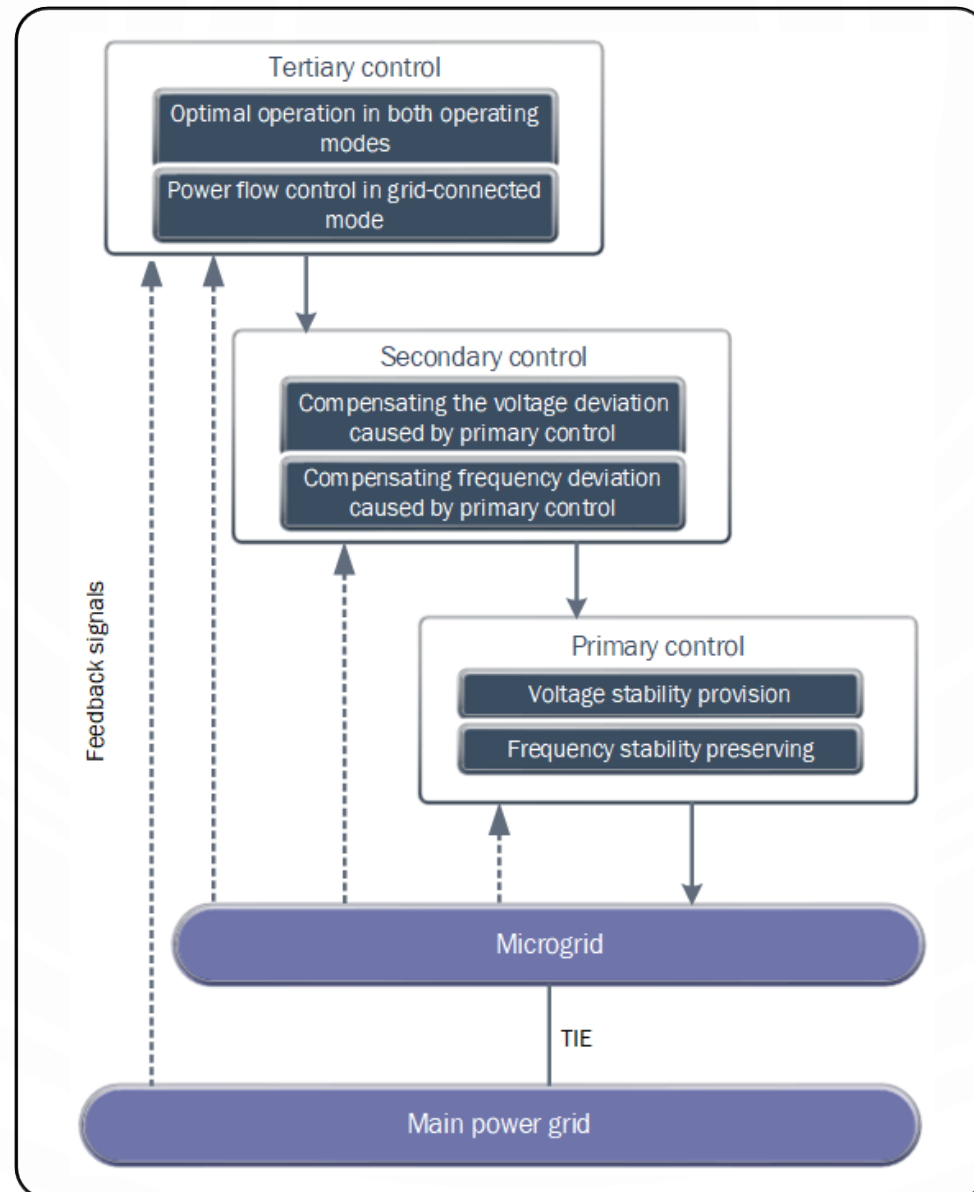 Tertiary control
Optimal operation in both operating
modes
Power flow control in grid-connected
mode
Secondary control
Compensating the voltage deviation
caused by primary control
Compensating frequency deviation
caused by primary control
Primary control
Voltage stability provision
Frequency stability preserving
Feedback signals
Microgrid
TIE
Main power grid